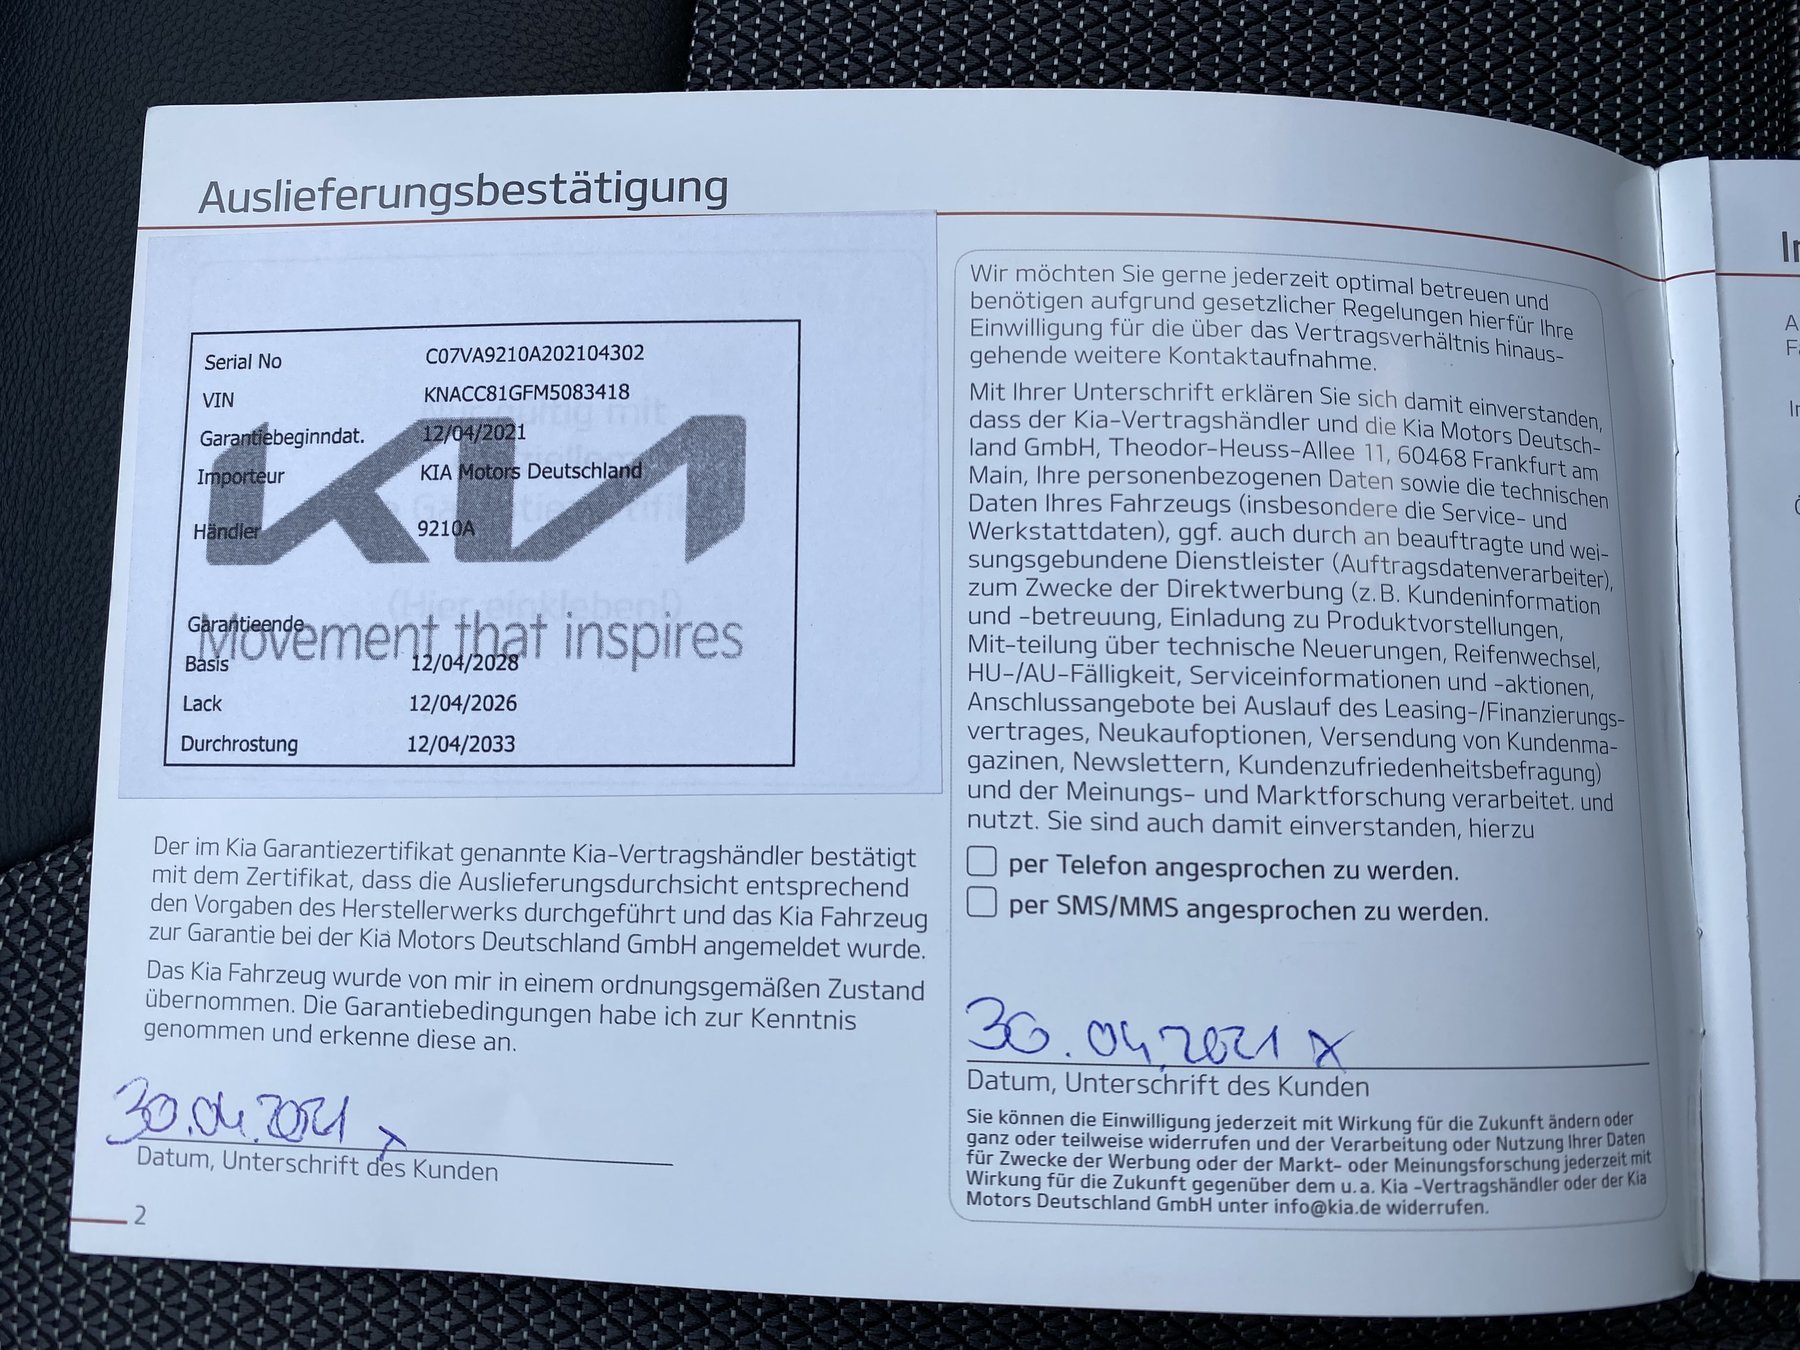 Auslieferungsbestätigung
Serial No C07VA9210A202104302
VIN KNACC81GFM5083418
Garantiebeginndat. 12/04/2021
Importeur KIA Motors Deutschland
Händler 9210A
KIA
Movement that inspires
(Hier einkleben!)
Garantieende
Basis 12/04/2028
Lack 12/04/2026
Durchrostung 12/04/2033
Der im Kia Garantiezertifikat genannte Kia-Vertragshändler bestätigt
mit dem Zertifikat, dass die Auslieferungsdurchsicht entsprechend
den Vorgaben des Herstellerwerks durchgeführt und das Kia Fahrzeug
zur Garantie bei der Kia Motors Deutschland GmbH angemeldet wurde.
Das Kia Fahrzeug wurde von mir in einem ordnungsgemäßen Zustand
übernommen. Die Garantiebedingungen habe ich zur Kenntnis
genommen und erkenne diese an.
30.04.2021 x
Datum, Unterschrift des Kunden
2
Wir möchten Sie gerne jederzeit optimal betreuen und
benötigen aufgrund gesetzlicher Regelungen hierfür Ihre
Einwilligung für die über das Vertragsverhältnis hinaus-
gehende weitere Kontaktaufnahme.
Mit Ihrer Unterschrift erklären Sie sich damit einverstanden,
dass der Kia-Vertragshändler und die Kia Motors Deutsch-
land GmbH, Theodor-Heuss-Allee 11, 60468 Frankfurt am
Main, Ihre personenbezogenen Daten sowie die technischen
Daten Ihres Fahrzeugs (insbesondere die Service- und
Werkstattdaten), ggf. auch durch an beauftragte und wei-
sungsgebundene Dienstleister (Auftragsdatenverarbeiter),
zum Zwecke der Direktwerbung (z.B. Kundeninformation
und -betreuung, Einladung zu Produktvorstellungen,
Mit-teilung über technische Neuerungen, Reifenwechsel,
HU-/AU-Fälligkeit, Serviceinformationen und -aktionen,
Anschlussangebote bei Auslauf des Leasing-/Finanzierungs-
vertrages, Neukaufoptionen, Versendung von Kundenma-
gazinen, Newslettern, Kundenzufriedenheitsbefragung)
und der Meinungs- und Marktforschung verarbeitet. und
nutzt. Sie sind auch damit einverstanden, hierzu
per Telefon angesprochen zu werden.
per SMS/MMS angesprochen zu werden.
30.04.2021 x
Datum, Unterschrift des Kunden
Sie können die Einwilligung jederzeit mit Wirkung für die Zukunft ändern oder
ganz oder teilweise widerrufen und der Verarbeitung oder Nutzung Ihrer Daten
für Zwecke der Werbung oder der Markt- oder Meinungsforschung jederzeit mit
Wirkung für die Zukunft gegenüber dem u.a. Kia -Vertragshändler oder der Kia
Motors Deutschland GmbH unter info@kia.de widerrufen.